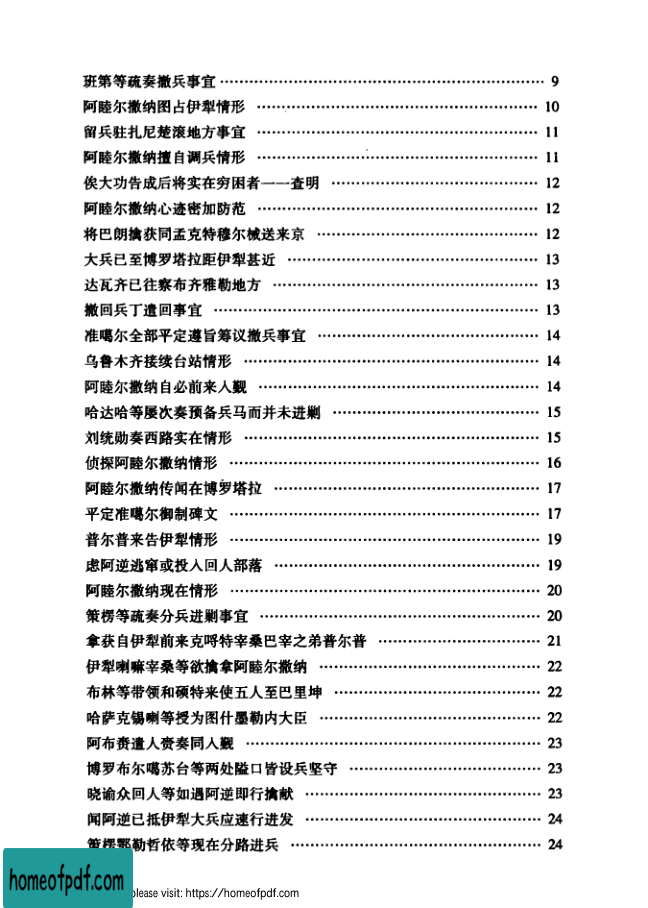 班第等疏奏撤兵事宜 …… 9
阿睦尔撒纳图占伊犁情形 …… 10
留兵驻扎尼楚滚地方事宜 …… 11
阿睦尔撒纳擅自调兵情形 …… 11
俟大功告成后将实在穷困者一一查明 …… 12
阿睦尔撒纳心迹密加防范 …… 12
将巴朗擒获同孟克特穆尔械送来京 …… 12
大兵已至博罗塔拉距伊犁甚近 …… 13
达瓦齐已往察布齐雅勒地方 …… 13
撤回兵丁遣回事宜 …… 13
准噶尔全部平定遵旨筹议撤兵事宜 …… 14
乌鲁木齐接续台站情形 …… 14
阿睦尔撒纳自必前来入觐 …… 14
哈达哈等屡次奏预备兵马而并未进剿 …… 15
刘统勋奏西路实在情形 …… 15
侦探阿睦尔撒纳情形 …… 16
阿睦尔撒纳传闻在博罗塔拉 …… 17
平定准噶尔御制碑文 …… 17
普尔普来告伊犁情形 …… 19
虑阿逆逃窜或投入回人部落 …… 19
阿睦尔撒纳现在情形 …… 20
策楞等疏奏分兵进剿事宜 …… 20
拿获自伊犁前来克呼特宰桑巴宰之弟普尔普 …… 21
伊犁喇嘛宰桑等欲擒拿阿睦尔撒纳 …… 22
布林等带领和硕特来使五人至巴里坤 …… 22
哈萨克锡喇等授为图什墨勒内大臣 …… 22
阿布赉遣人赍奏同入觐 …… 23
博罗布尔噶苏台等两处隘口皆设兵坚守 …… 23
晓谕众回人等如遇阿逆即行擒献 …… 23
闻阿逆已抵伊犁大兵应速行进发 …… 24
策楞鄂勒哲依等现在分路进兵 …… 24
homeofpdf.com please visit: https://homeofpdf.com